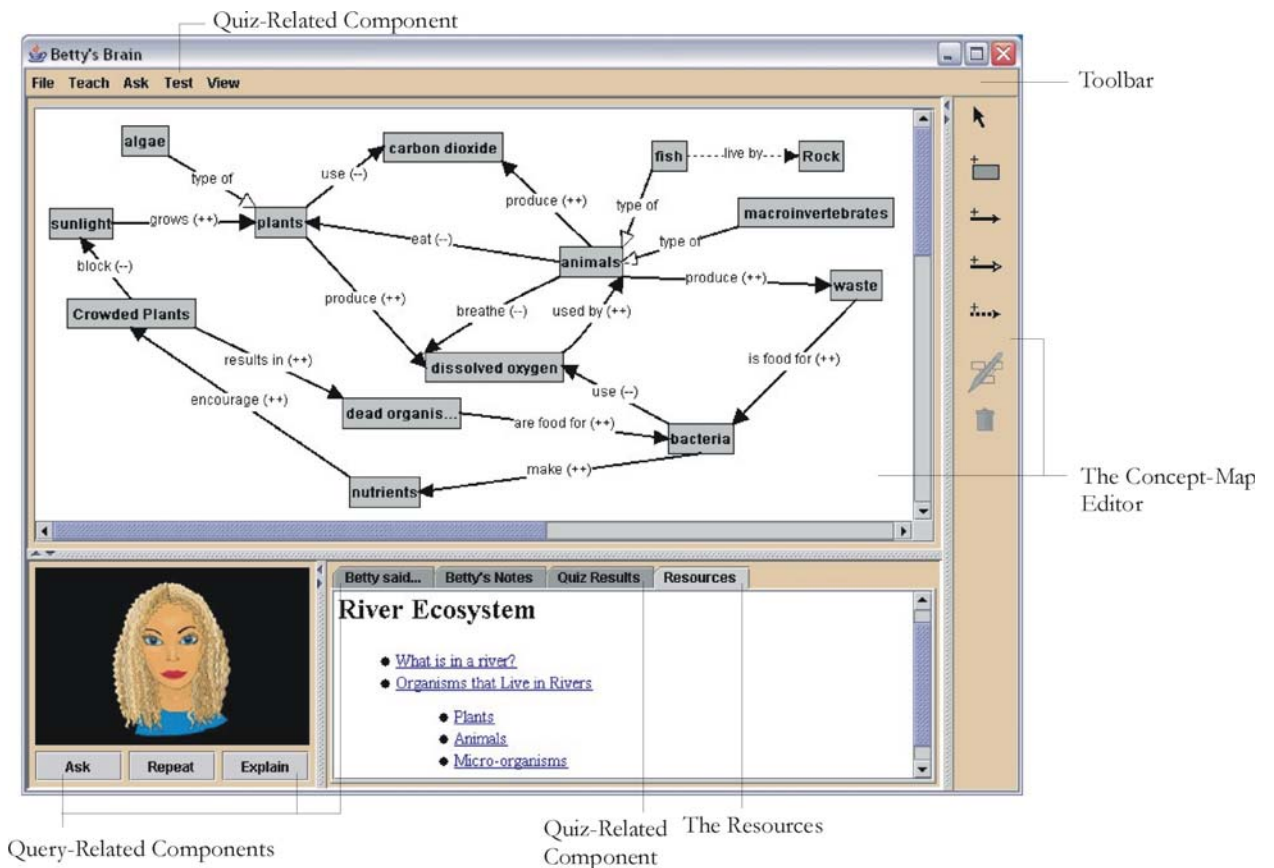 Quiz-Related Component
Betty's Brain
File Teach Ask Test View
Toolbar
algae
carbon dioxide
fish
live by
Rock
type of
use (--)
produce (++)
type of
macroinvertebrates
sunlight
grows (++)
plants
eat (--)
type of
animals
block (--)
produce (++)
waste
Crowded Plants
produce (++)
breathe (--)
used by (++)
results in (++)
dissolved oxygen
is food for (++)
encourage (++)
use (--)
dead organis...
are food for (++)
bacteria
make (++)
nutrients
The Concept-Map
Editor
Betty said... Betty's Notes Quiz Results Resources
River Ecosystem
What is in a river?
Organisms that Live in Rivers
Plants
Animals
Micro-organisms
Ask Repeat Explain
Query-Related Components
Quiz-Related
Component
The Resources